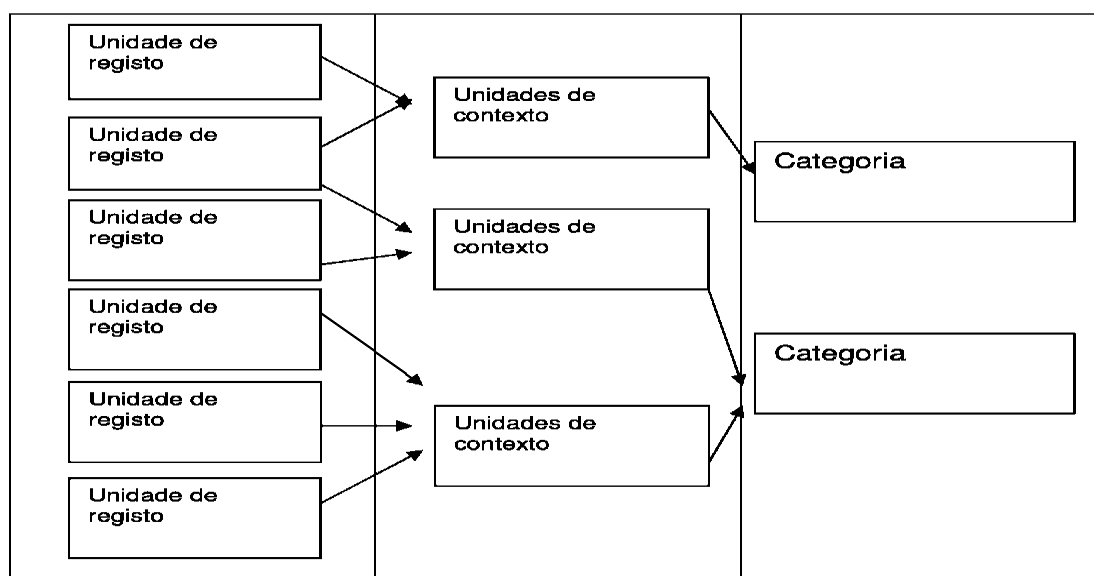 Unidade de
registo
Unidade de
registo
Unidade de
registo
Unidade de
registo
Unidade de
registo
Unidade de
registo
Unidades de
contexto
Unidades de
contexto
Unidades de
contexto
Categoria
Categoria